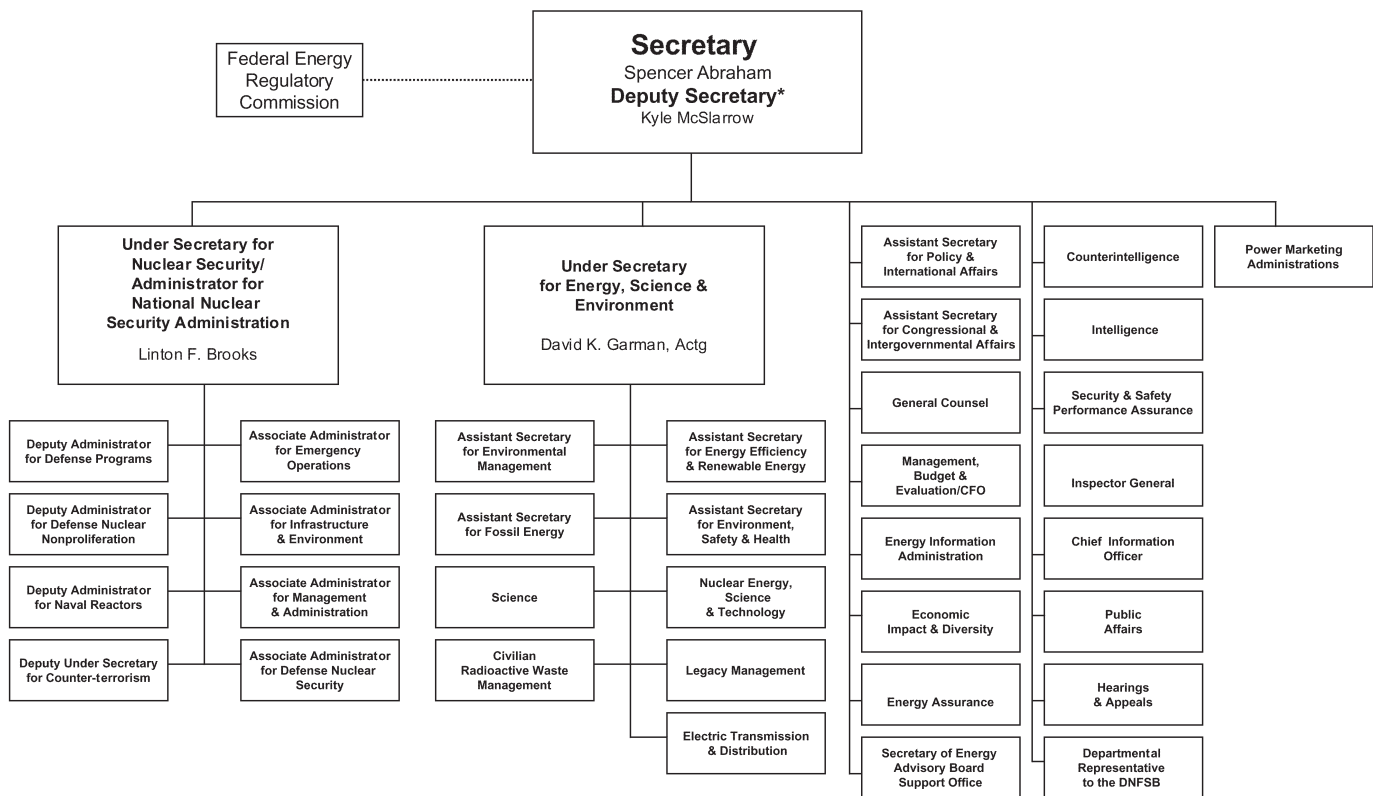 Federal Energy
Regulatory
Commission
Secretary
Spencer Abraham
Deputy Secretary*
Kyle McSlarrow
Under Secretary for
Nuclear Security/
Administrator for
National Nuclear
Security Administration
Linton F. Brooks
Deputy Administrator
for Defense Programs
Associate Administrator
for Emergency
Operations
Deputy Administrator
for Defense Nuclear
Nonproliferation
Associate Administrator
for Infrastructure
& Environment
Deputy Administrator
for Naval Reactors
Associate Administrator
for Management
& Administration
Deputy Under Secretary
for Counter-terrorism
Associate Administrator
for Defense Nuclear
Security
Under Secretary
for Energy, Science &
Environment
David K. Garman, Actg
Assistant Secretary
for Environmental
Management
Assistant Secretary
for Energy Efficiency
& Renewable Energy
Assistant Secretary
for Fossil Energy
Assistant Secretary
for Environment,
Safety & Health
Science
Nuclear Energy,
Science
& Technology
Civilian
Radioactive Waste
Management
Legacy Management
Electric Transmission
& Distribution
Assistant Secretary
for Policy &
International Affairs
Assistant Secretary
for Congressional &
Intergovernmental Affairs
General Counsel
Management,
Budget &
Evaluation/CFO
Energy Information
Administration
Economic
Impact & Diversity
Energy Assurance
Secretary of Energy
Advisory Board
Support Office
Counterintelligence
Intelligence
Security & Safety
Performance Assurance
Inspector General
Chief Information
Officer
Public
Affairs
Hearings
& Appeals
Departmental
Representative
to the DNFSB
Power Marketing
Administrations